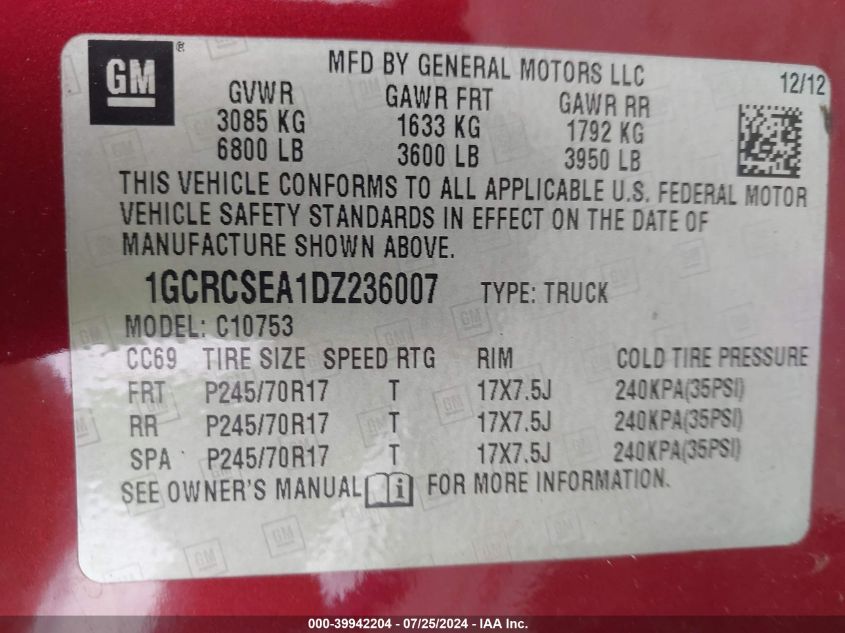 GM ®
MFD BY GENERAL MOTORS LLC 12/12
GVWR GAWR FRT GAWR RR
3085 KG 1633 KG 1792 KG
6800 LB 3600 LB 3950 LB
THIS VEHICLE CONFORMS TO ALL APPLICABLE U.S. FEDERAL MOTOR
VEHICLE SAFETY STANDARDS IN EFFECT ON THE DATE OF
MANUFACTURE SHOWN ABOVE.
1GCRCSEA1DZ236007 TYPE: TRUCK
MODEL: C10753
CC69 TIRE SIZE SPEED RTG RIM COLD TIRE PRESSURE
FRT P245/70R17 T 17X7.5J 240KPA(35PSI)
RR P245/70R17 T 17X7.5J 240KPA(35PSI)
SPA P245/70R17 T 17X7.5J 240KPA(35PSI)
SEE OWNER'S MANUAL i FOR MORE INFORMATION.
000-39942204 - 07/25/2024 - IAA Inc.